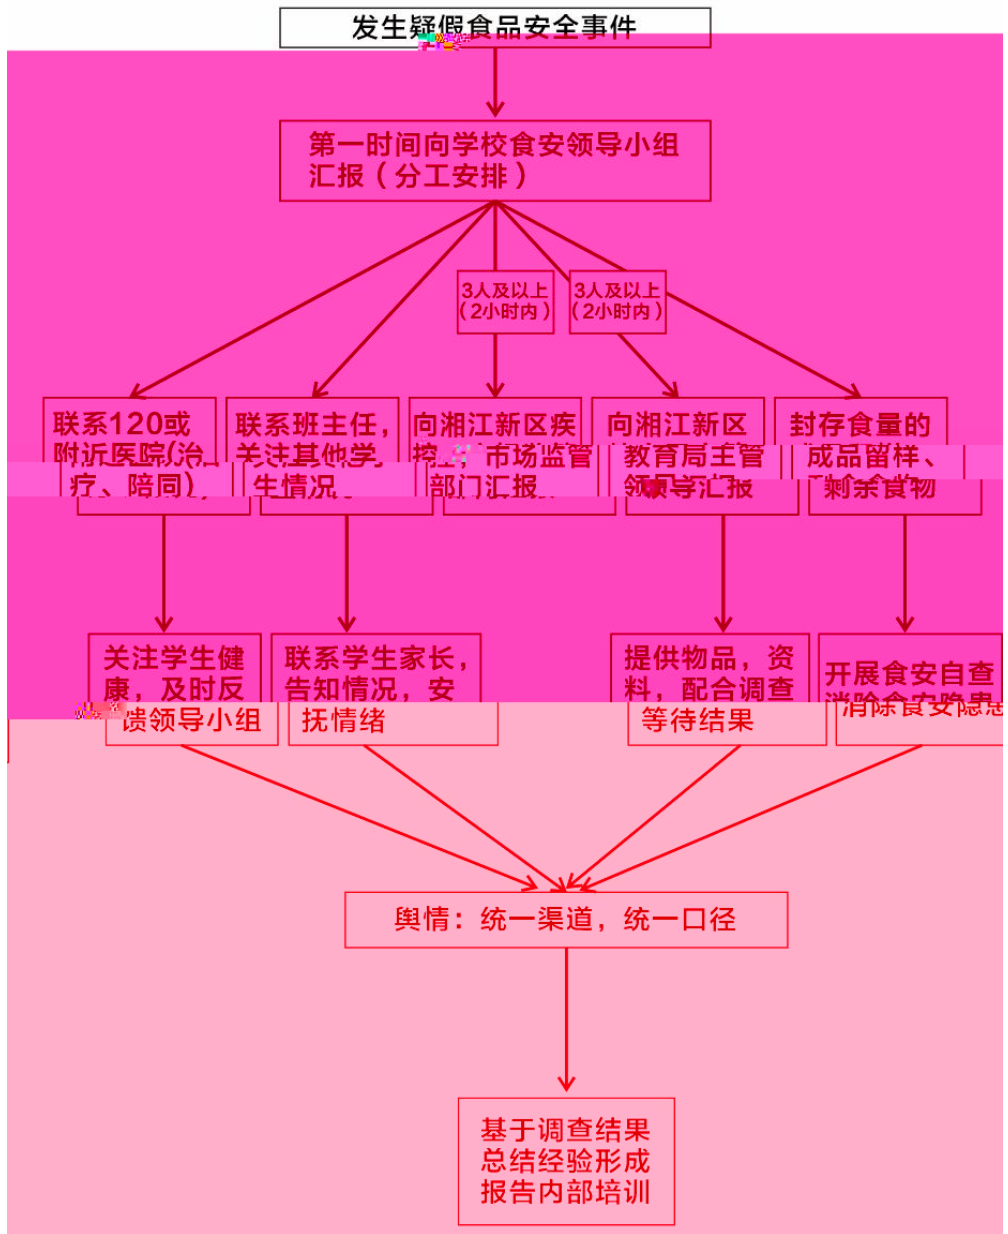 发生疑假食品安全事件
第一时间向学校食安领导小组
汇报（分工安排）
3人及以上
（2小时内）
3人及以上
（2小时内）
联系120或
附近医院(治
疗、陪同)
联系班主任，
关注其他学
生情况
向湘江新区疾
控 市场监管
部门汇报
向湘江新区
教育局主管
领导汇报
封存食量的
成品留样、
剩余食物
关注学生健
康，及时反
馈领导小组
联系学生家长，
告知情况，安
抚情绪
提供物品，资
料，配合调查
等待结果
开展食安自查
消除食安隐患
舆情：统一渠道，统一口径
基于调查结果
总结经验形成
报告内部培训